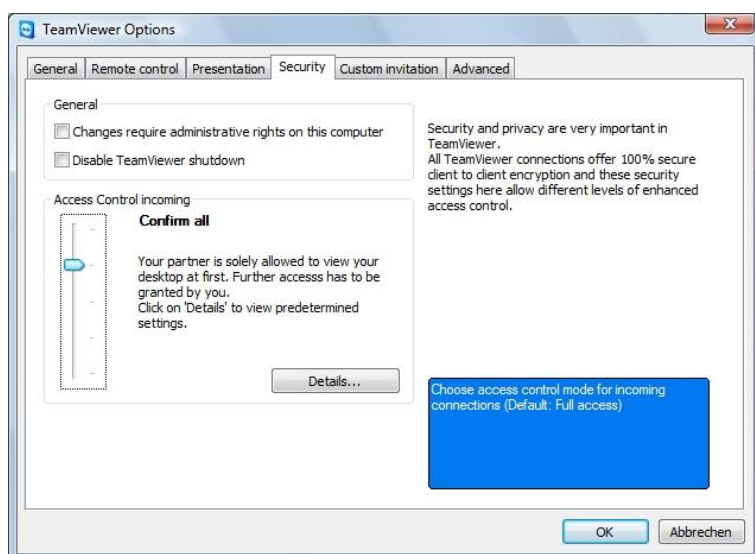 TeamViewer Options
General Remote control Presentation Security Custom invitation Advanced
General
Changes require administrative rights on this computer
Disable TeamViewer shutdown
Access Control incoming
Confirm all
Your partner is solely allowed to view your
desktop at first. Further accesss has to be
granted by you.
Click on 'Details' to view predetermined
settings.
Details...
Security and privacy are very important in
TeamViewer.
All TeamViewer connections offer 100% secure
client to client encryption and these security
settings here allow different levels of enhanced
access control.
Choose access control mode for incoming
connections (Default: Full access)
OK Abbrechen